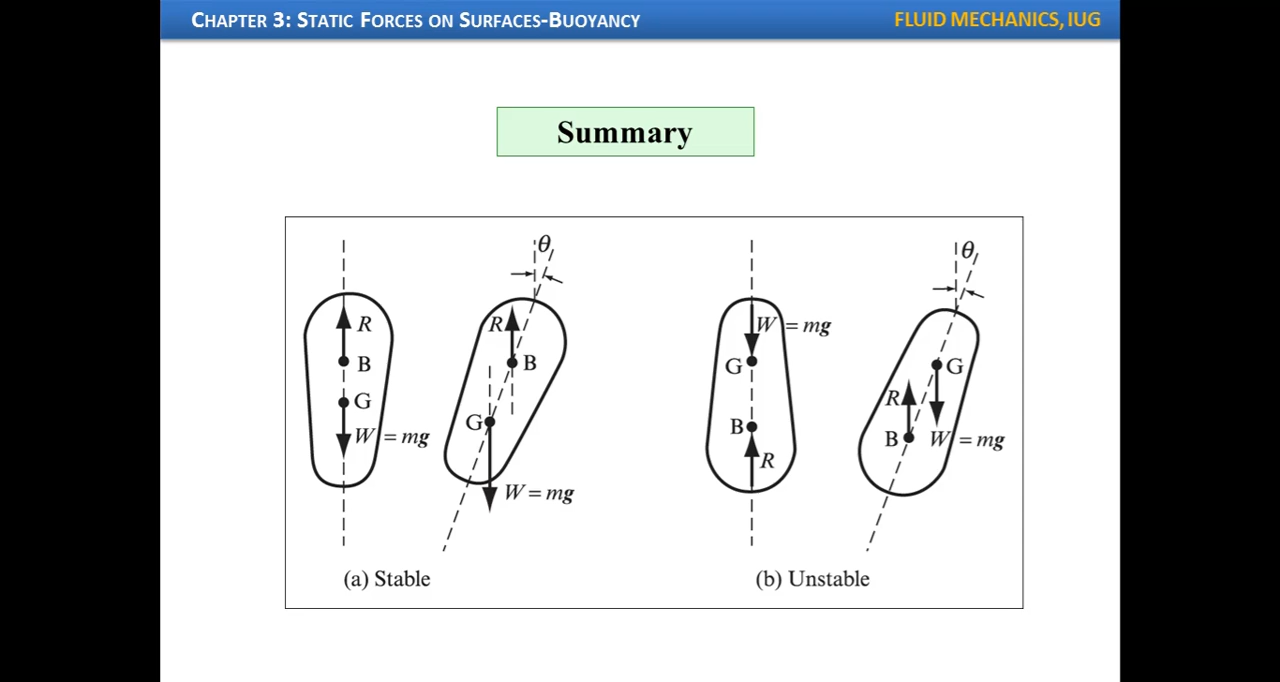 CHAPTER 3: STATIC FORCES ON SURFACES-BUOYANCY
FLUID MECHANICS, IUG
Summary
R
B
G
W = mg
θ
R
B
G
W = mg
(a) Stable
W = mg
G
B
R
θ
G
R
B
W = mg
(b) Unstable